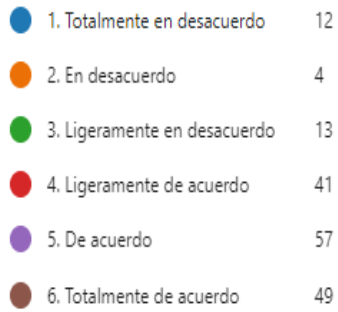 1. Totalmente en desacuerdo 12
2. En desacuerdo 4
3. Ligeramente en desacuerdo 13
4. Ligeramente de acuerdo 41
5. De acuerdo 57
6. Totalmente de acuerdo 49